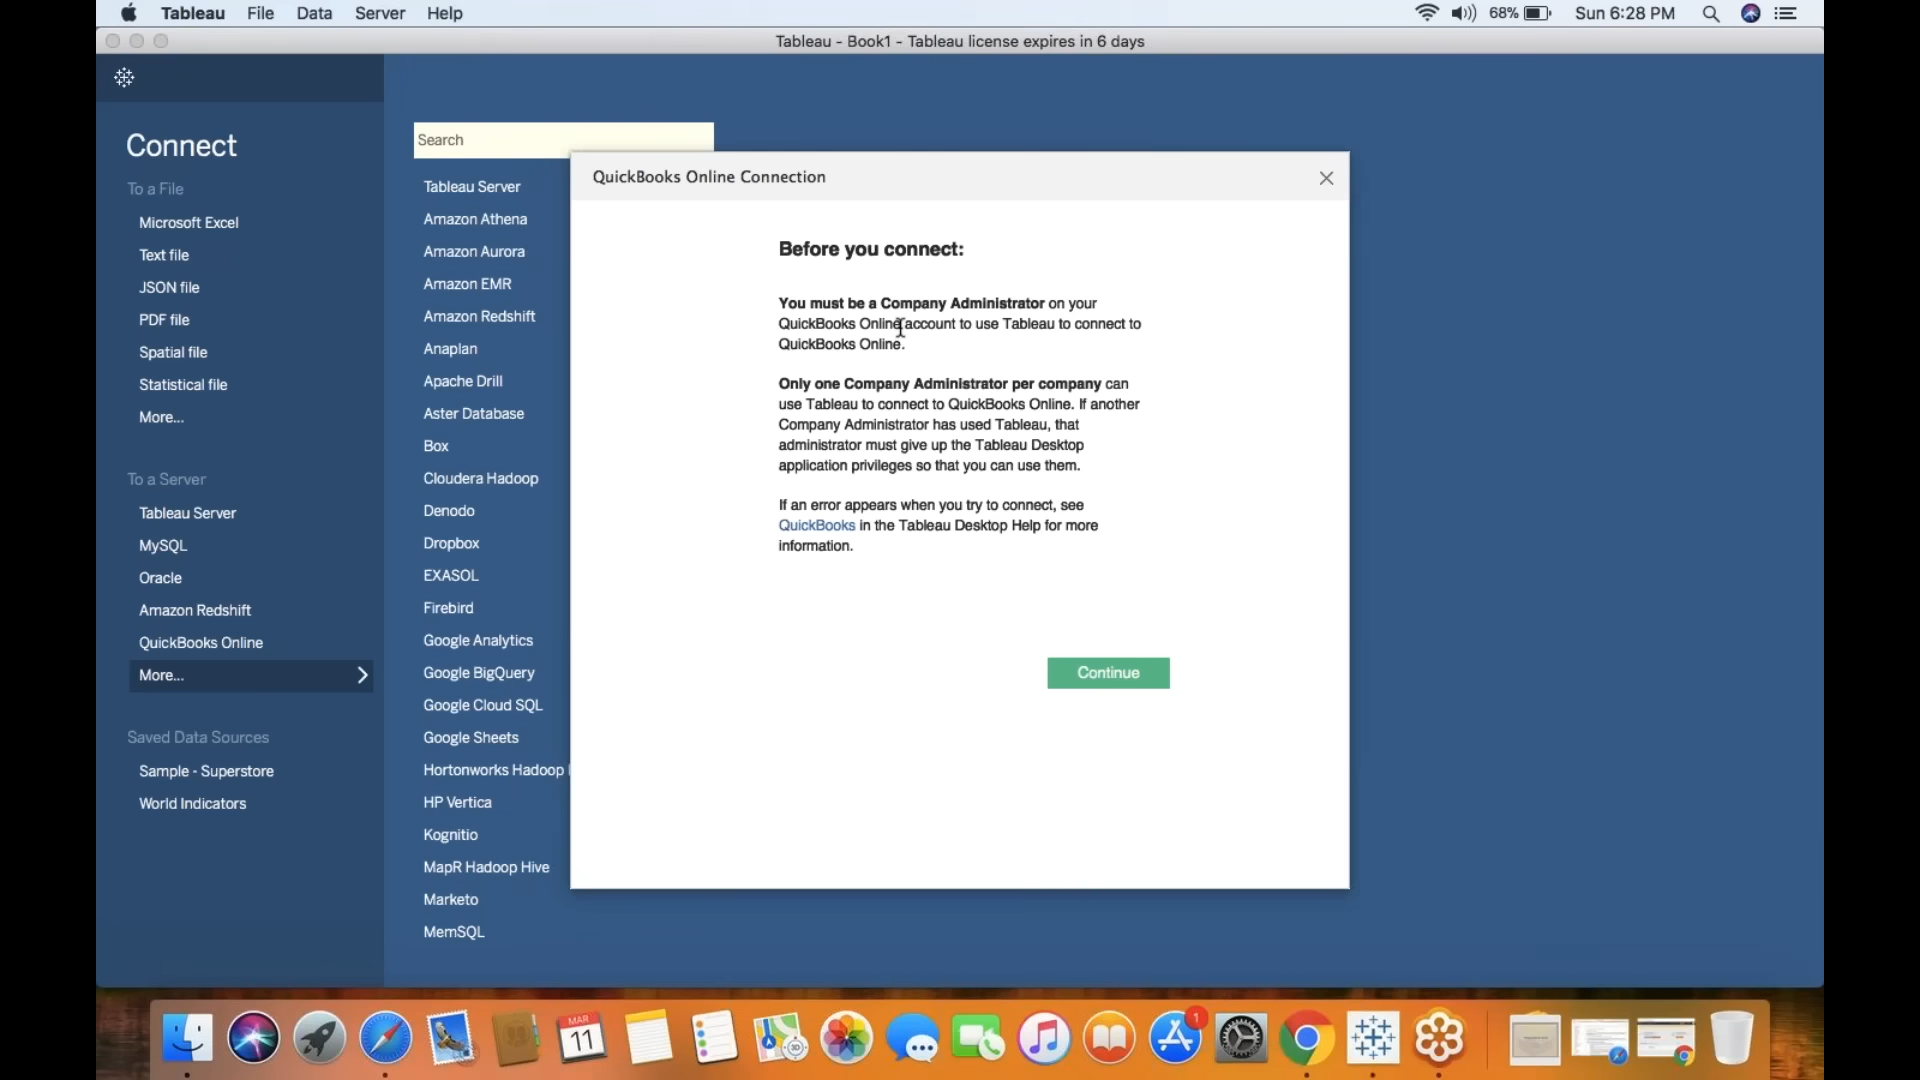 Tableau File Data Server Help 68% Sun 6:28 PM
Tableau - Book1 - Tableau license expires in 6 days
Connect
To a File
Microsoft Excel
Text file
JSON file
PDF file
Spatial file
Statistical file
More...
To a Server
Tableau Server
MySQL
Oracle
Amazon Redshift
QuickBooks Online
More...
Saved Data Sources
Sample - Superstore
World Indicators
Search
Tableau Server
Amazon Athena
Amazon Aurora
Amazon EMR
Amazon Redshift
Anaplan
Apache Drill
Aster Database
Box
Cloudera Hadoop
Denodo
Dropbox
EXASOL
Firebird
Google Analytics
Google BigQuery
Google Cloud SQL
Google Sheets
Hortonworks Hadoop
HP Vertica
Kognitio
MapR Hadoop Hive
Marketo
MemSQL
QuickBooks Online Connection
Before you connect:
You must be a Company Administrator on your
QuickBooks Online account to use Tableau to connect to
QuickBooks Online.
Only one Company Administrator per company can
use Tableau to connect to QuickBooks Online. If another
Company Administrator has used Tableau, that
administrator must give up the Tableau Desktop
application privileges so that you can use them.
If an error appears when you try to connect, see
QuickBooks in the Tableau Desktop Help for more
information.
Continue
MAR
11
3D
1